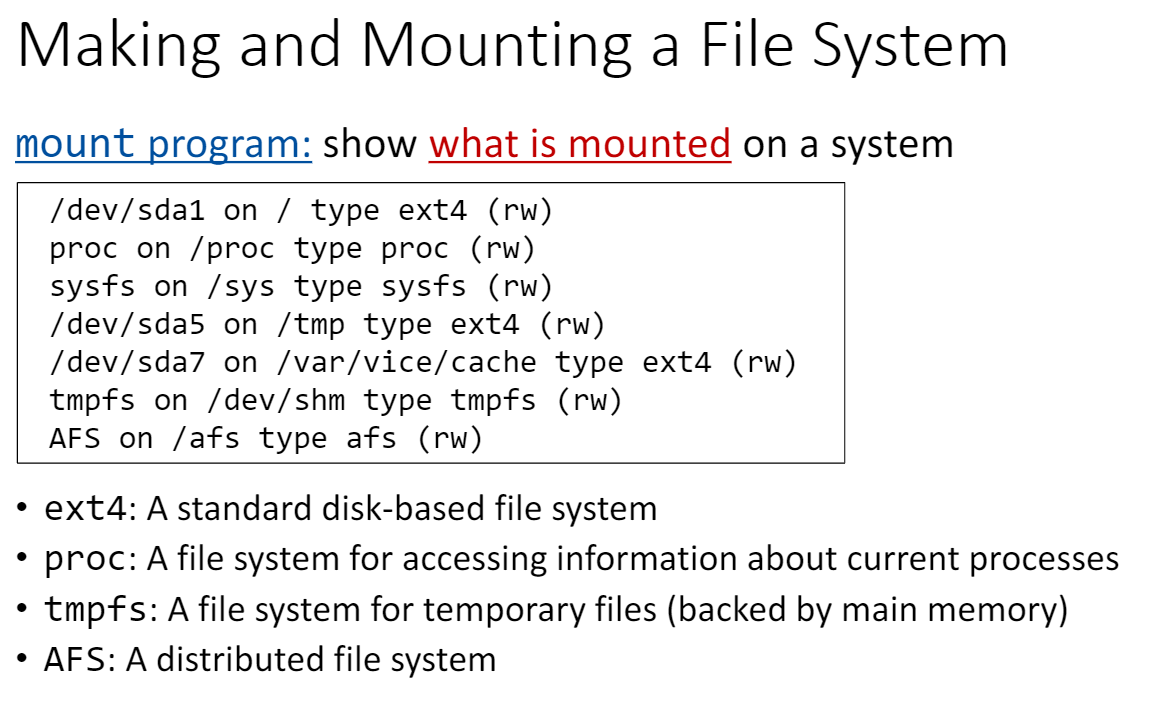 Making and Mounting a File System
mount program: show what is mounted on a system
/dev/sda1 on / type ext4 (rw)
proc on /proc type proc (rw)
sysfs on /sys type sysfs (rw)
/dev/sda5 on /tmp type ext4 (rw)
/dev/sda7 on /var/vice/cache type ext4 (rw)
tmpfs on /dev/shm type tmpfs (rw)
AFS on /afs type afs (rw)
• ext4: A standard disk-based file system
• proc: A file system for accessing information about current processes
• tmpfs: A file system for temporary files (backed by main memory)
• AFS: A distributed file system